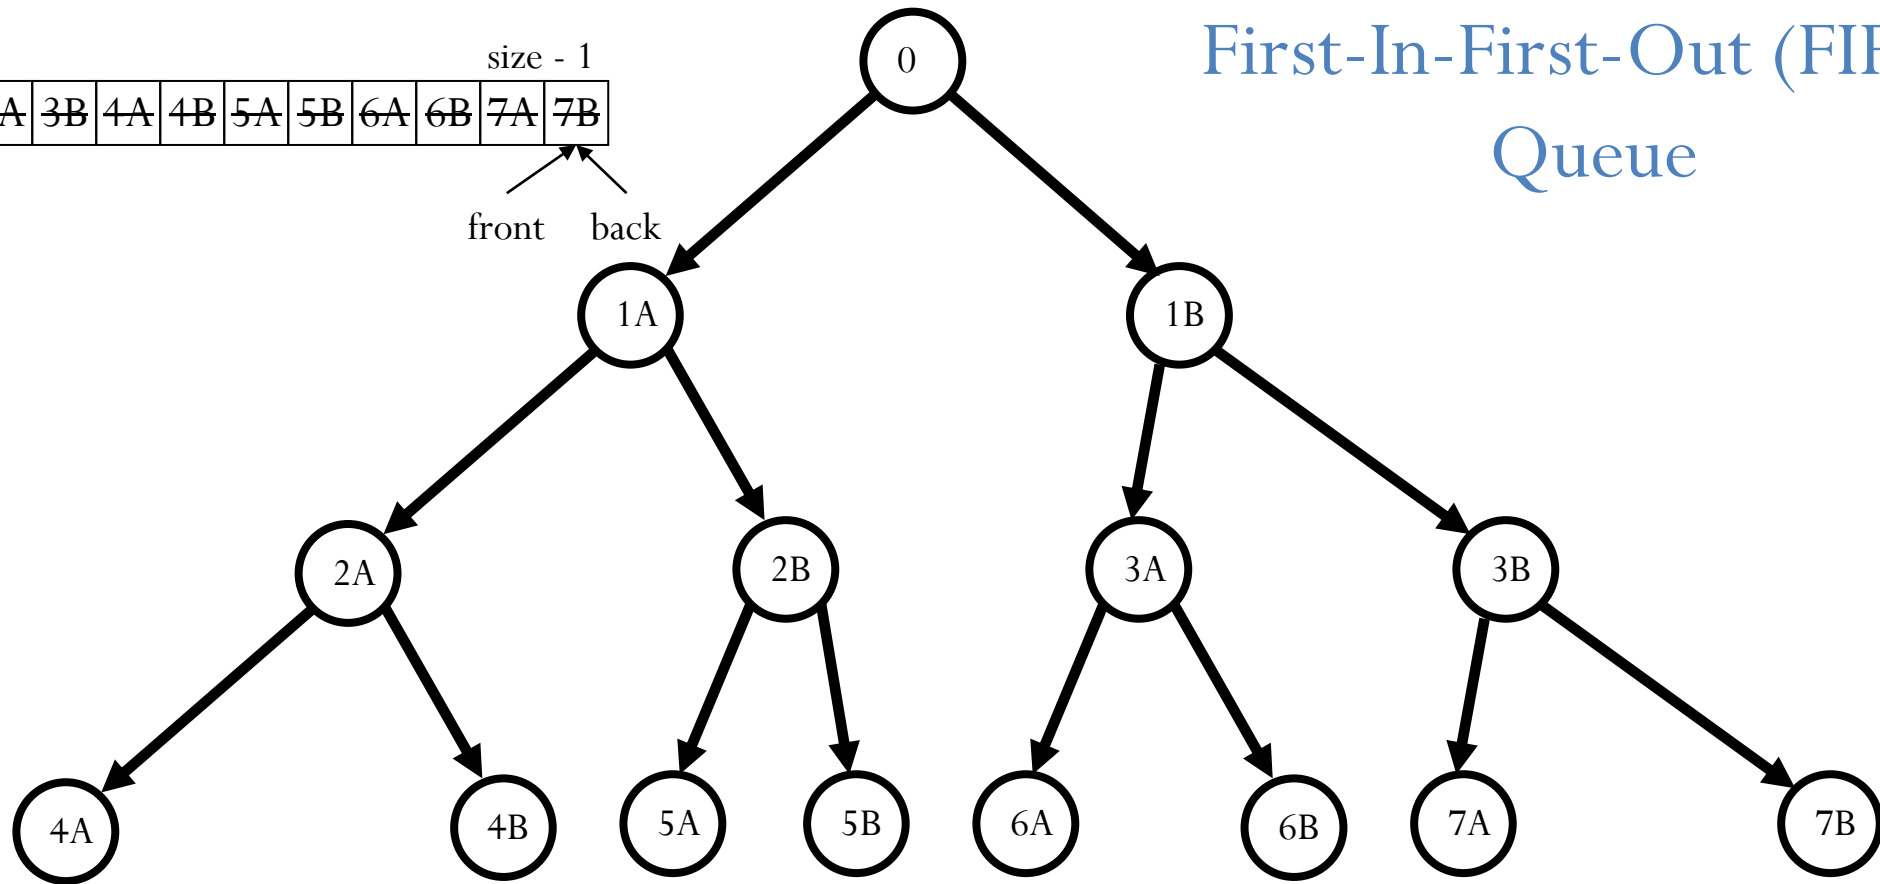 First-In-First-Out (FI
Queue
size - 1
A 3B 4A 4B 5A 5B 6A 6B 7A 7B
front back
0
1A 1B
2A 2B 3A 3B
4A 4B 5A 5B 6A 6B 7A 7B